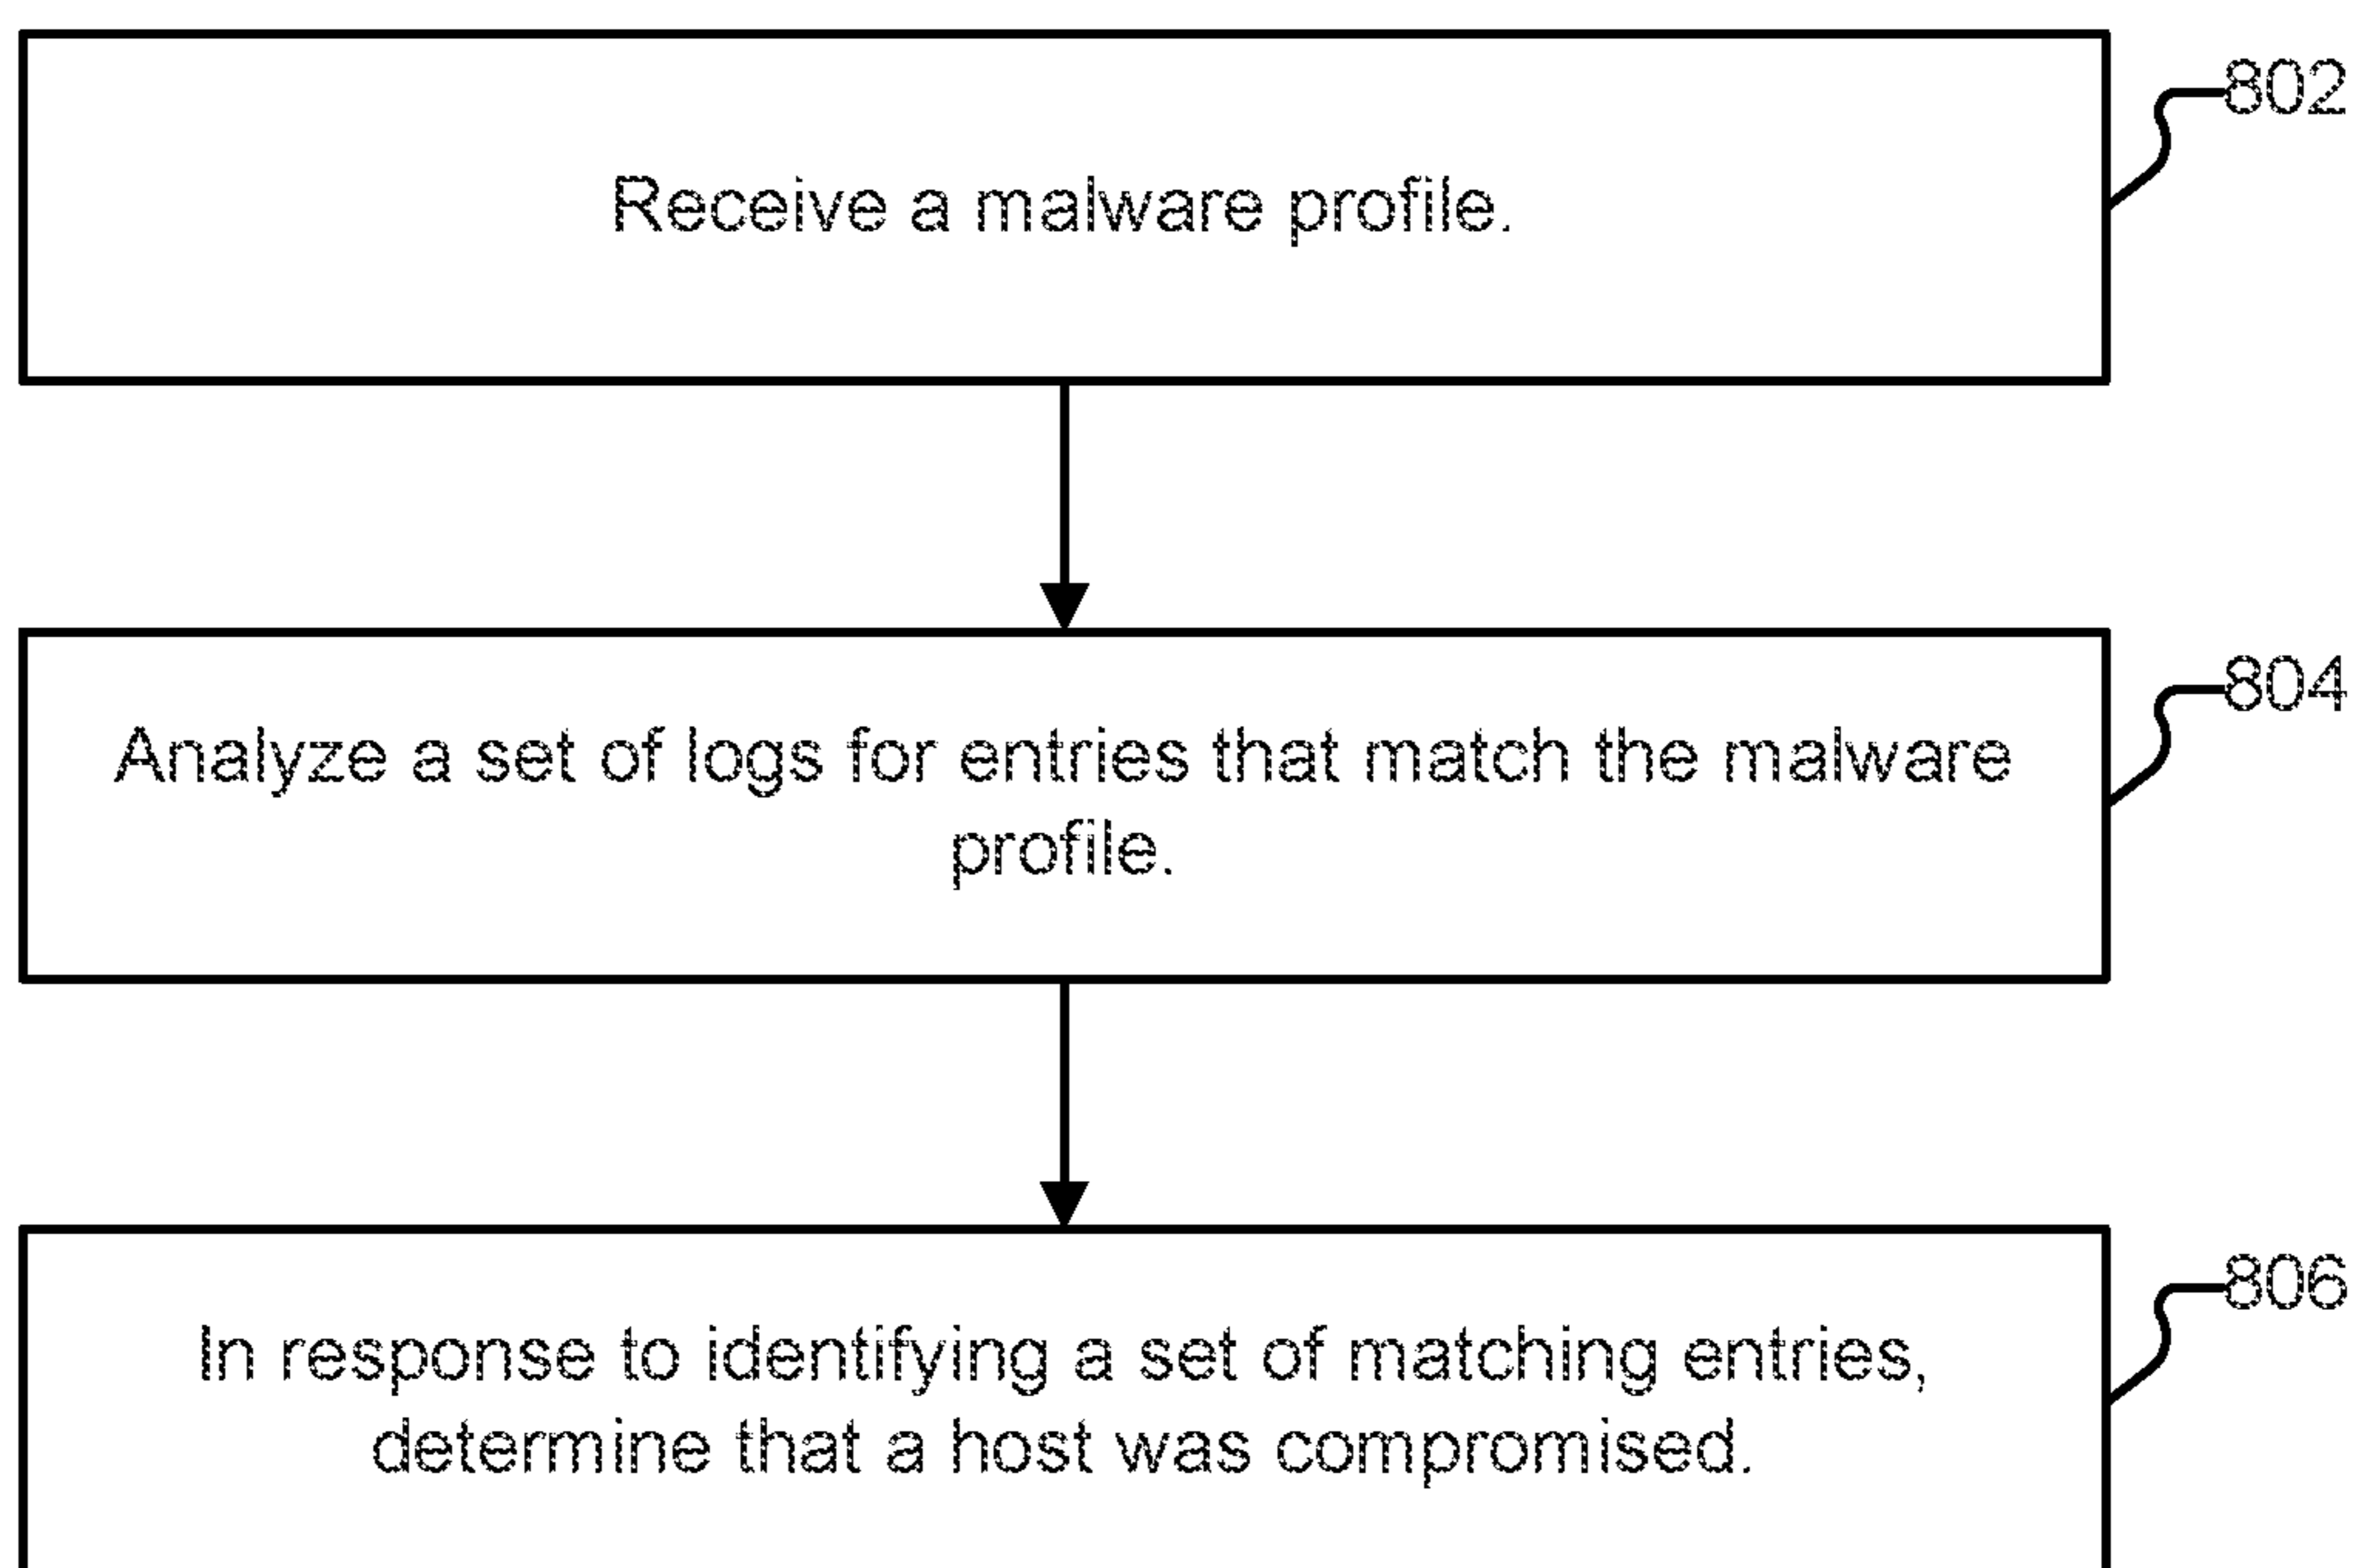 802
Receive a malware profile.
804
Analyze a set of logs for entries that match the malware
profile.
806
In response to identifying a set of matching entries,
determine that a host was compromised.